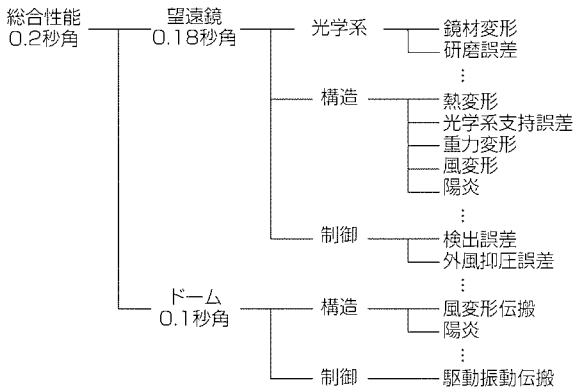 総合性能
0.2秒角
望遠鏡
0.18秒角
光学系
鏡材変形
研磨誤差
⋮
構造
熱変形
光学系支持誤差
重力変形
風変形
陽炎
⋮
制御
検出誤差
外風抑圧誤差
⋮
ドーム
0.1秒角
構造
風変形伝搬
陽炎
⋮
制御
駆動振動伝搬